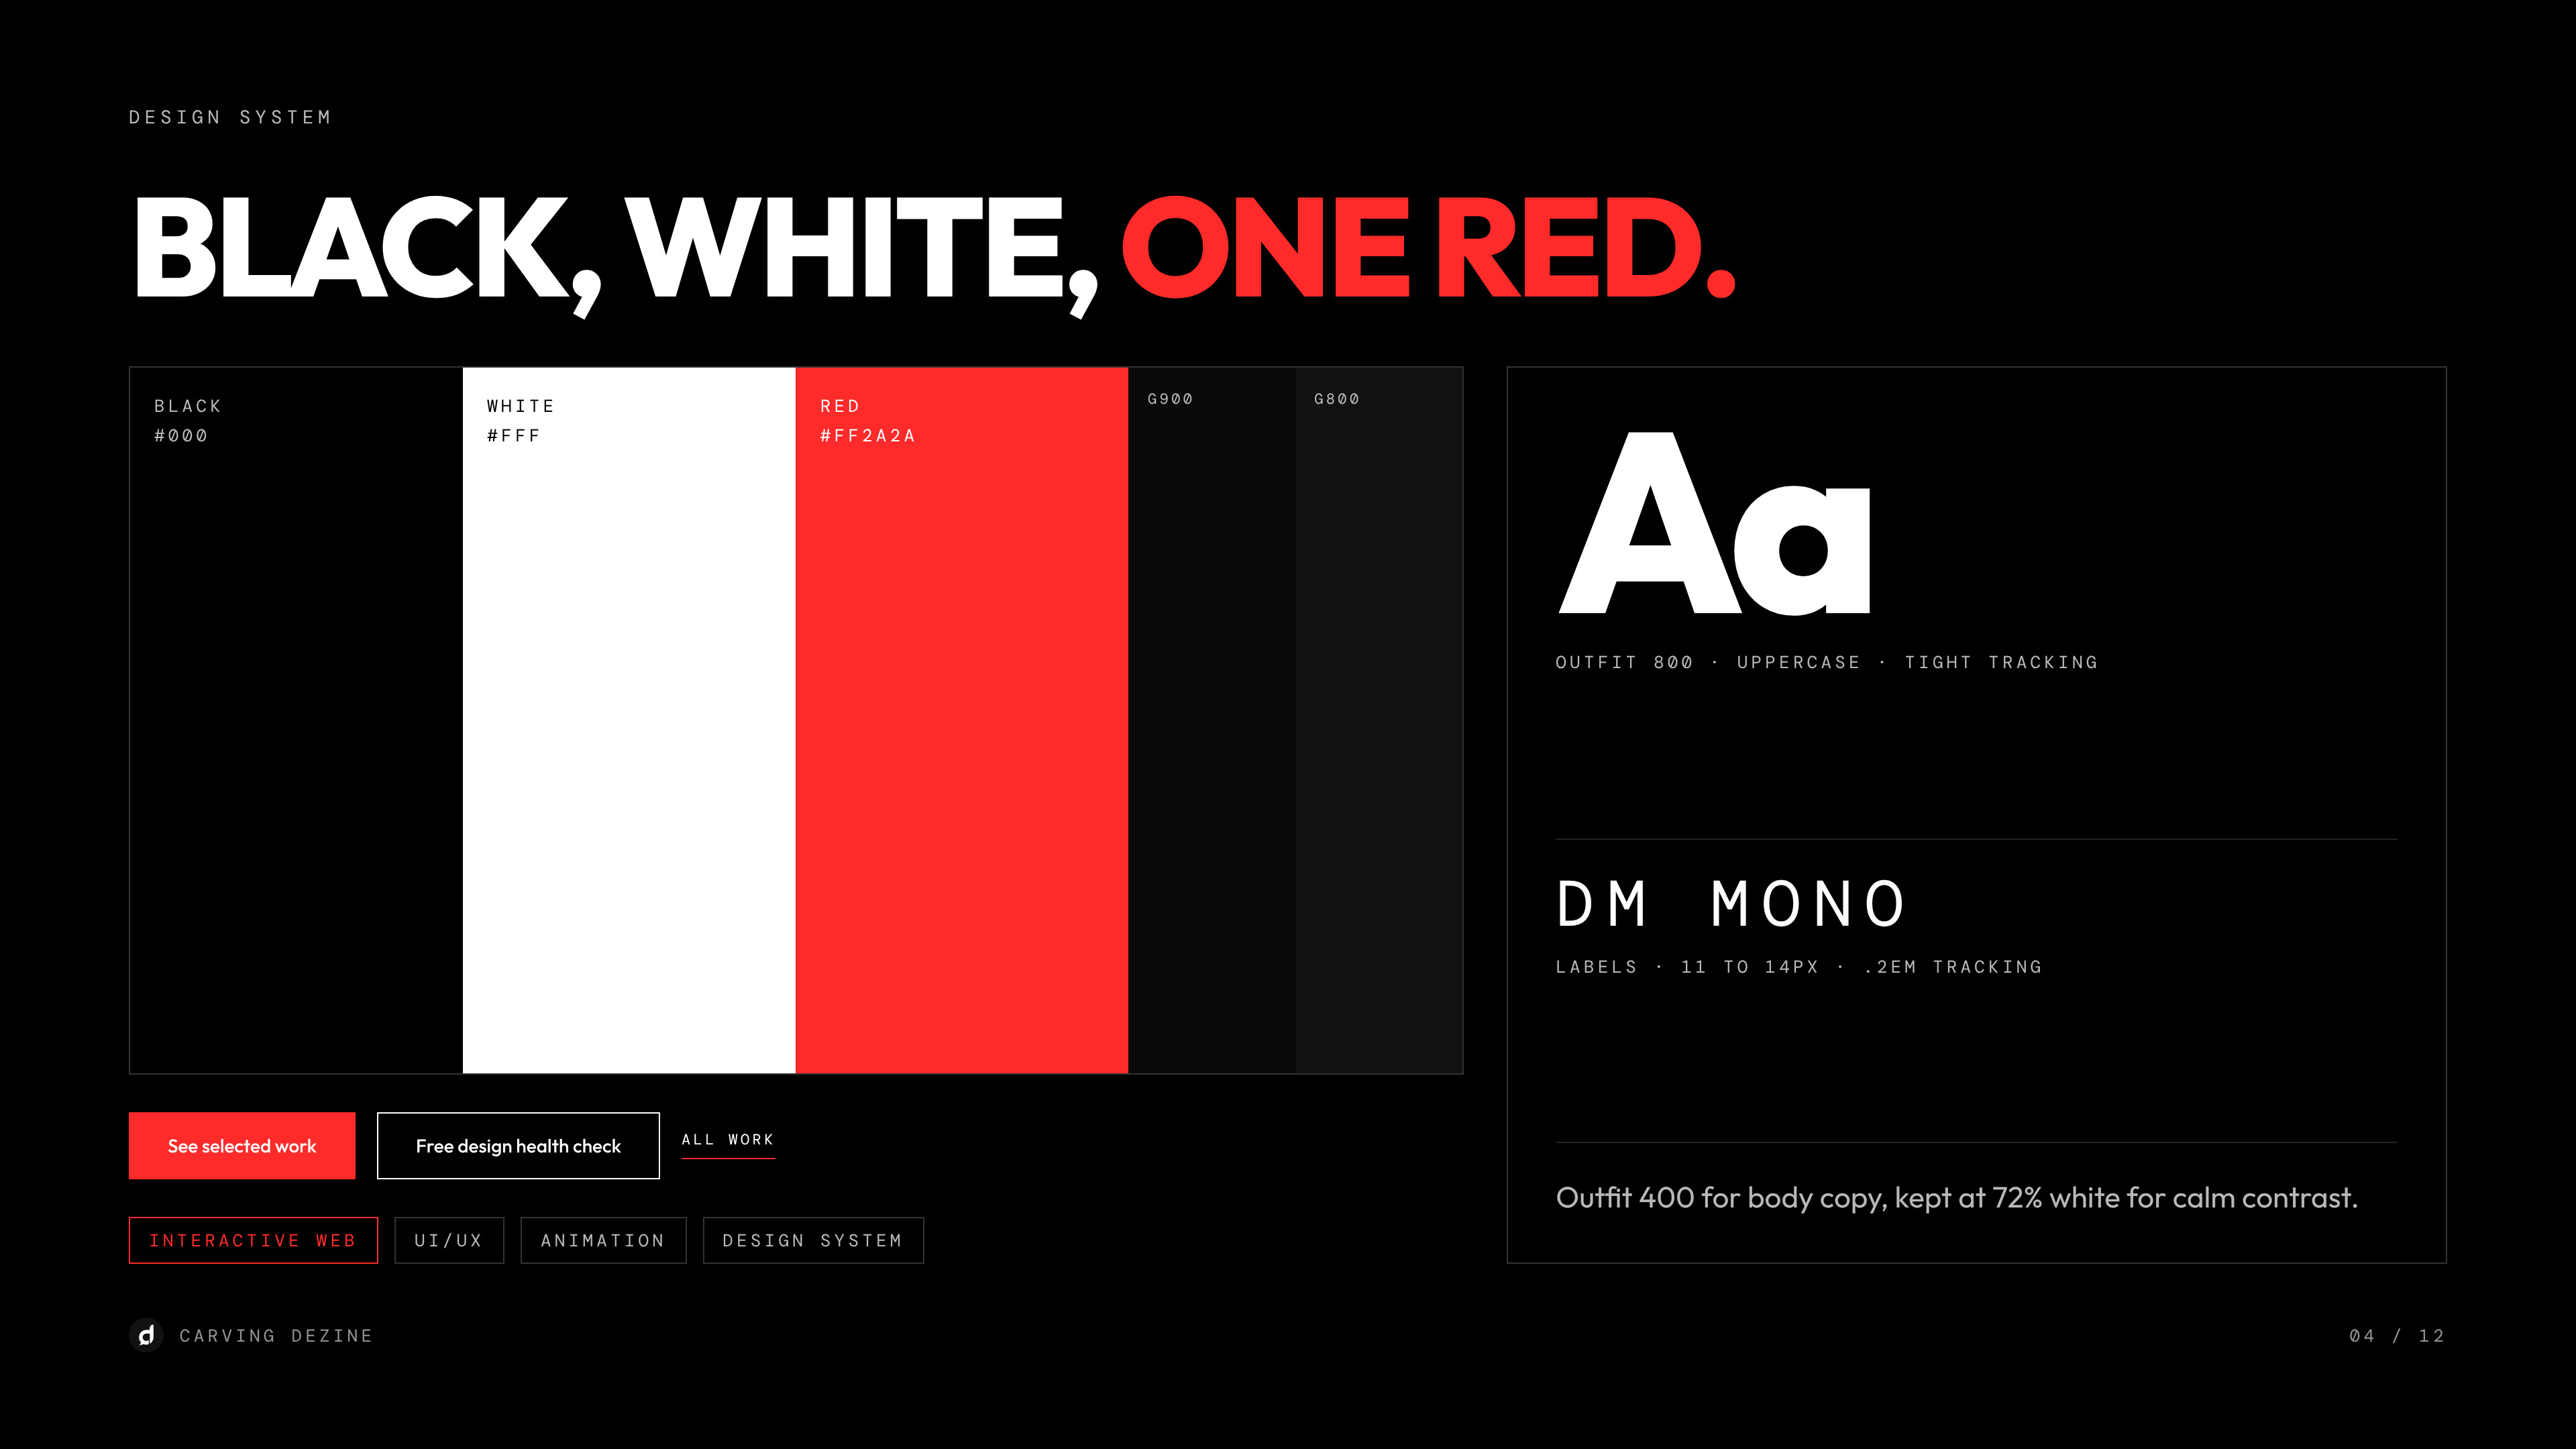 DESIGN SYSTEM
BLACK, WHITE, ONE RED.
BLACK
#000
WHITE
#FFF
RED
#FF2A2A
G900
G800
Aa
OUTFIT 800 · UPPERCASE · TIGHT TRACKING
DM MONO
LABELS · 11 TO 14PX · .2EM TRACKING
Outfit 400 for body copy, kept at 72% white for calm contrast.
See selected work
Free design health check
ALL WORK
INTERACTIVE WEB
UI/UX
ANIMATION
DESIGN SYSTEM
CARVING DEZINE
04 / 12